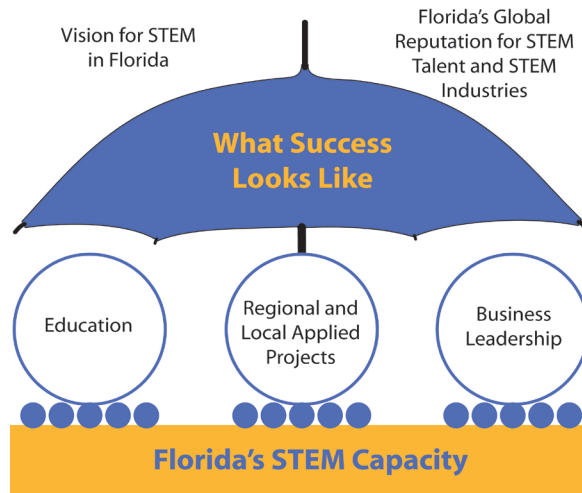 Vision for STEM
in Florida
Florida’s Global
Reputation for STEM
Talent and STEM
Industries
What Success
Looks Like
Education
Regional and
Local Applied
Projects
Business
Leadership
Florida’s STEM Capacity